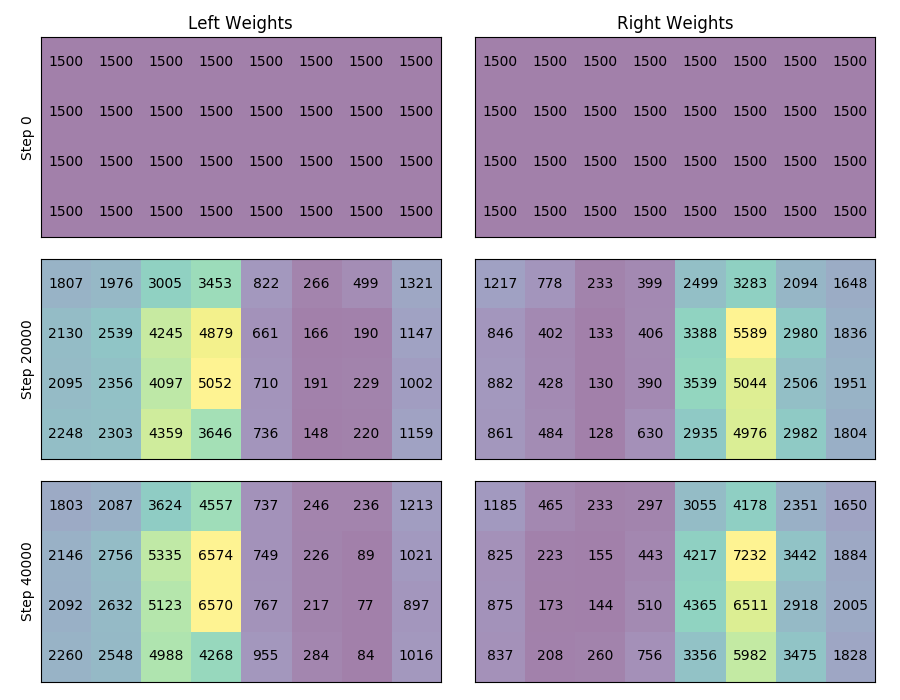 Left Weights Right Weights
1500 1500 1500 1500 1500 1500 1500 1500 1500 1500 1500 1500 1500 1500 1500 1500
1500 1500 1500 1500 1500 1500 1500 1500 1500 1500 1500 1500 1500 1500 1500 1500
Step 0
1500 1500 1500 1500 1500 1500 1500 1500 1500 1500 1500 1500 1500 1500 1500 1500
1500 1500 1500 1500 1500 1500 1500 1500 1500 1500 1500 1500 1500 1500 1500 1500
1807 1976 3005 3453 822 266 499 1321 1217 778 233 399 2499 3283 2094 1648
2130 2539 4245 4879 661 166 190 1147 846 402 133 406 3388 5589 2980 1836
Step 20000
2095 2356 4097 5052 710 191 229 1002 882 428 130 390 3539 5044 2506 1951
2248 2303 4359 3646 736 148 220 1159 861 484 128 630 2935 4976 2982 1804
1803 2087 3624 4557 737 246 236 1213 1185 465 233 297 3055 4178 2351 1650
2146 2756 5335 6574 749 226 89 1021 825 223 155 443 4217 7232 3442 1884
Step 40000
2092 2632 5123 6570 767 217 77 897 875 173 144 510 4365 6511 2918 2005
2260 2548 4988 4268 955 284 84 1016 837 208 260 756 3356 5982 3475 1828